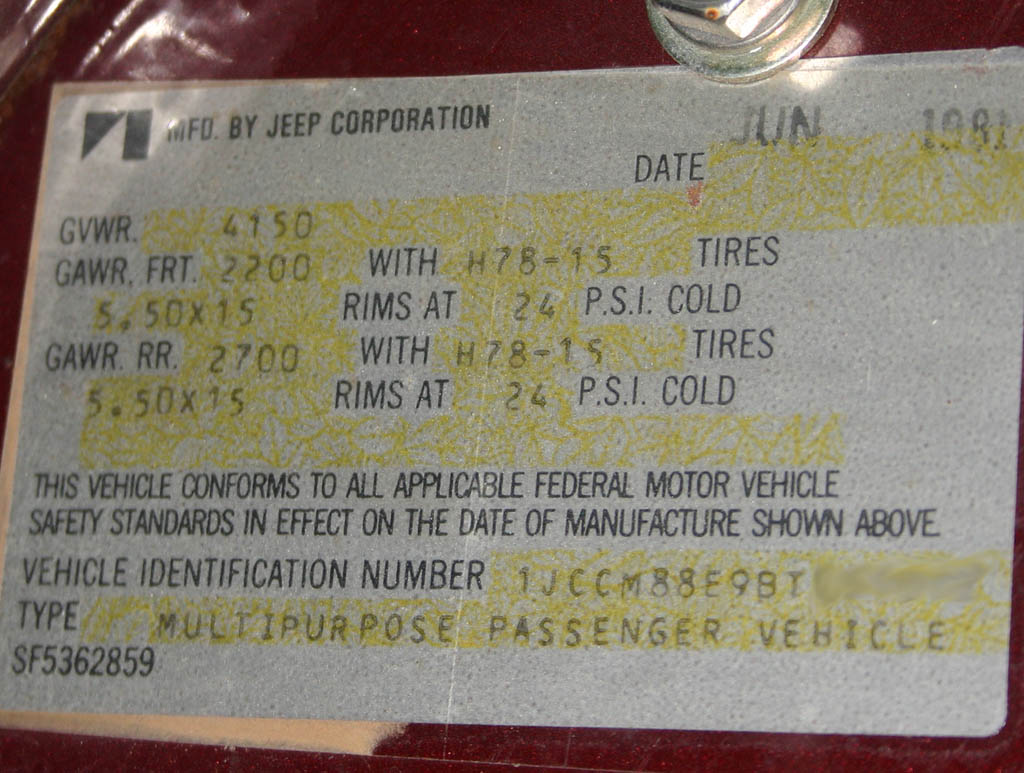 MFD. BY JEEP CORPORATION
JUN 1981
DATE
GVWR. 4150
GAWR. FRT. 2200 WITH H78-15 TIRES
5.50X15 RIMS AT 24 P.S.I. COLD
GAWR. RR. 2700 WITH H78-15 TIRES
5.50X15 RIMS AT 24 P.S.I. COLD
THIS VEHICLE CONFORMS TO ALL APPLICABLE FEDERAL MOTOR VEHICLE
SAFETY STANDARDS IN EFFECT ON THE DATE OF MANUFACTURE SHOWN ABOVE.
VEHICLE IDENTIFICATION NUMBER 1JCCM88E9BT
TYPE MULTIPURPOSE PASSENGER VEHICLE
SF5362859